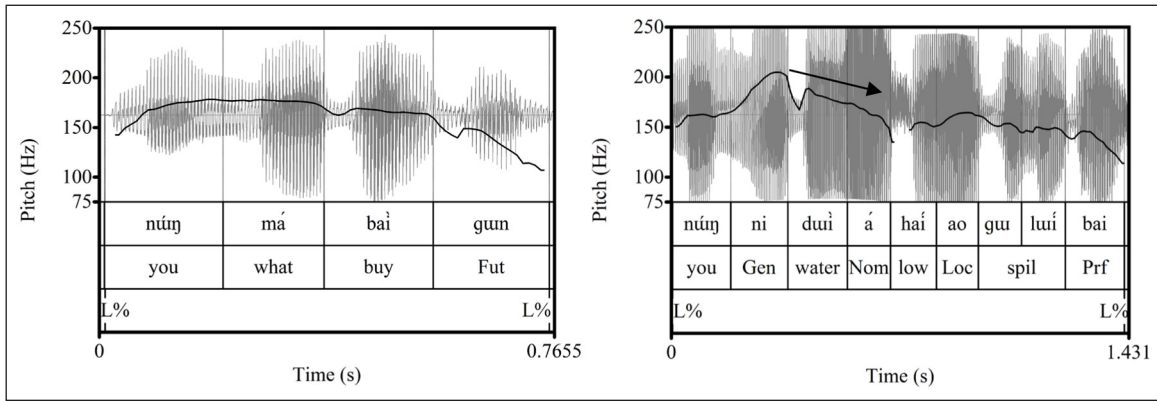 250
200
150
100
75
Pitch (Hz)
nɯ́ŋ má baì gɯn
you what buy Fut
L% L%
0 0.7655
Time (s)
250
200
150
100
75
Pitch (Hz)
nɯ́ŋ ni dɯì á haí ao gɯ lɯí bai
you Gen water Nom low Loc spil Prf
L% L%
0 1.431
Time (s)